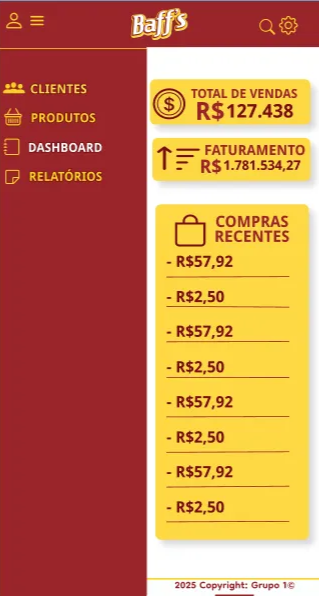 Baff's
CLIENTES
PRODUTOS
DASHBOARD
RELATÓRIOS
TOTAL DE VENDAS
R$127.438
FATURAMENTO
R$1.781.534,27
COMPRAS
RECENTES
- R$57,92
- R$2,50
- R$57,92
- R$2,50
- R$57,92
- R$2,50
- R$57,92
- R$2,50
2025 Copyright: Grupo 1©